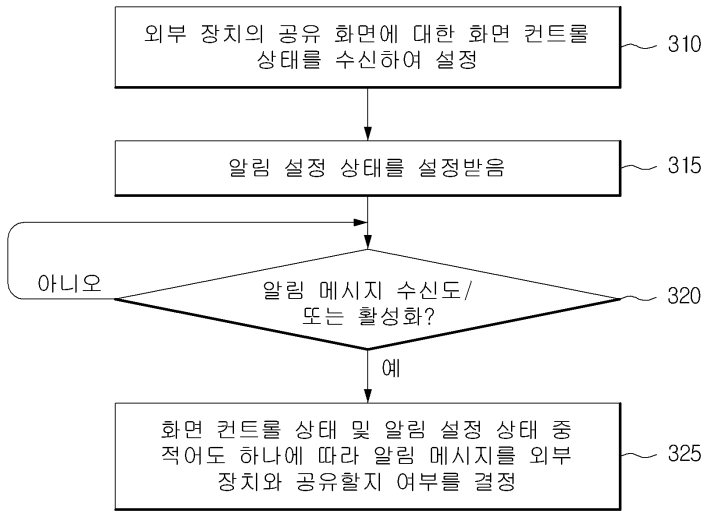 외부 장치의 공유 화면에 대한 화면 컨트롤
상태를 수신하여 설정
310
알림 설정 상태를 설정받음
315
아니오
알림 메시지 수신도/
또는 활성화?
320
예
화면 컨트롤 상태 및 알림 설정 상태 중
적어도 하나에 따라 알림 메시지를 외부
장치와 공유할지 여부를 결정
325